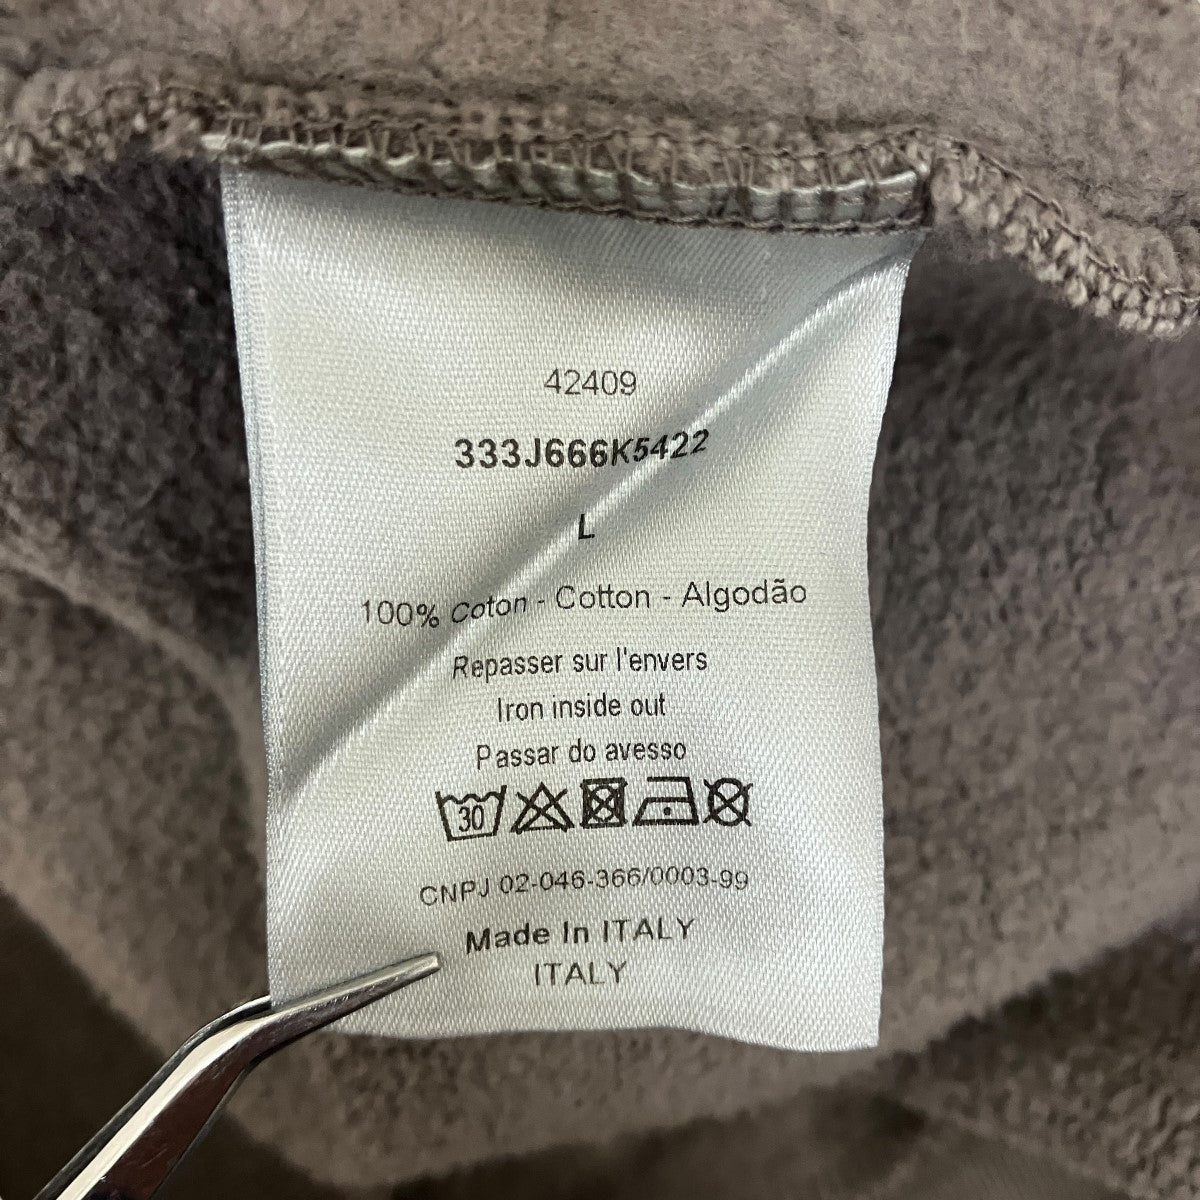 42409
333J666K5422
L
100% Coton - Cotton - Algodão
Repasser sur l'envers
Iron inside out
Passar do avesso
30
CNPJ 02-046-366/0003-99
Made In ITALY
ITALY